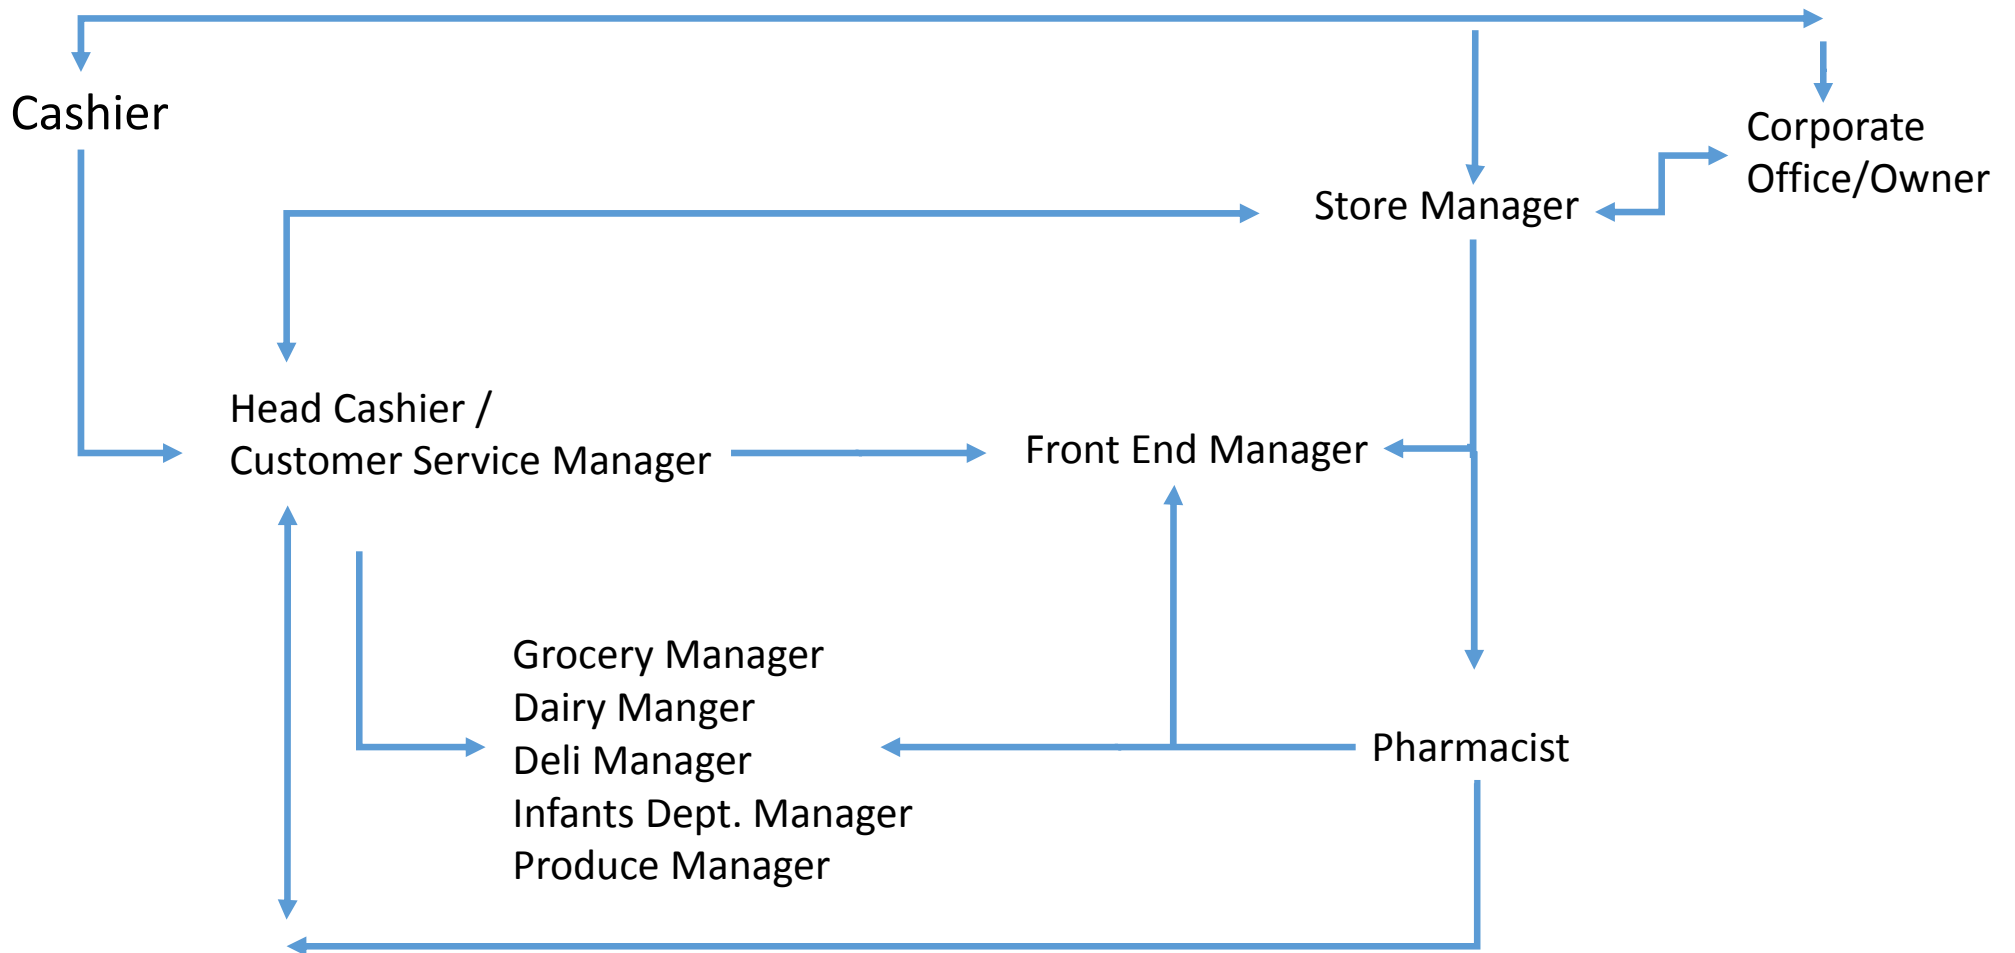 Cashier
Corporate
Office/Owner
Store Manager
Head Cashier /
Customer Service Manager
Front End Manager
Grocery Manager
Dairy Manger
Deli Manager
Infants Dept. Manager
Produce Manager
Pharmacist